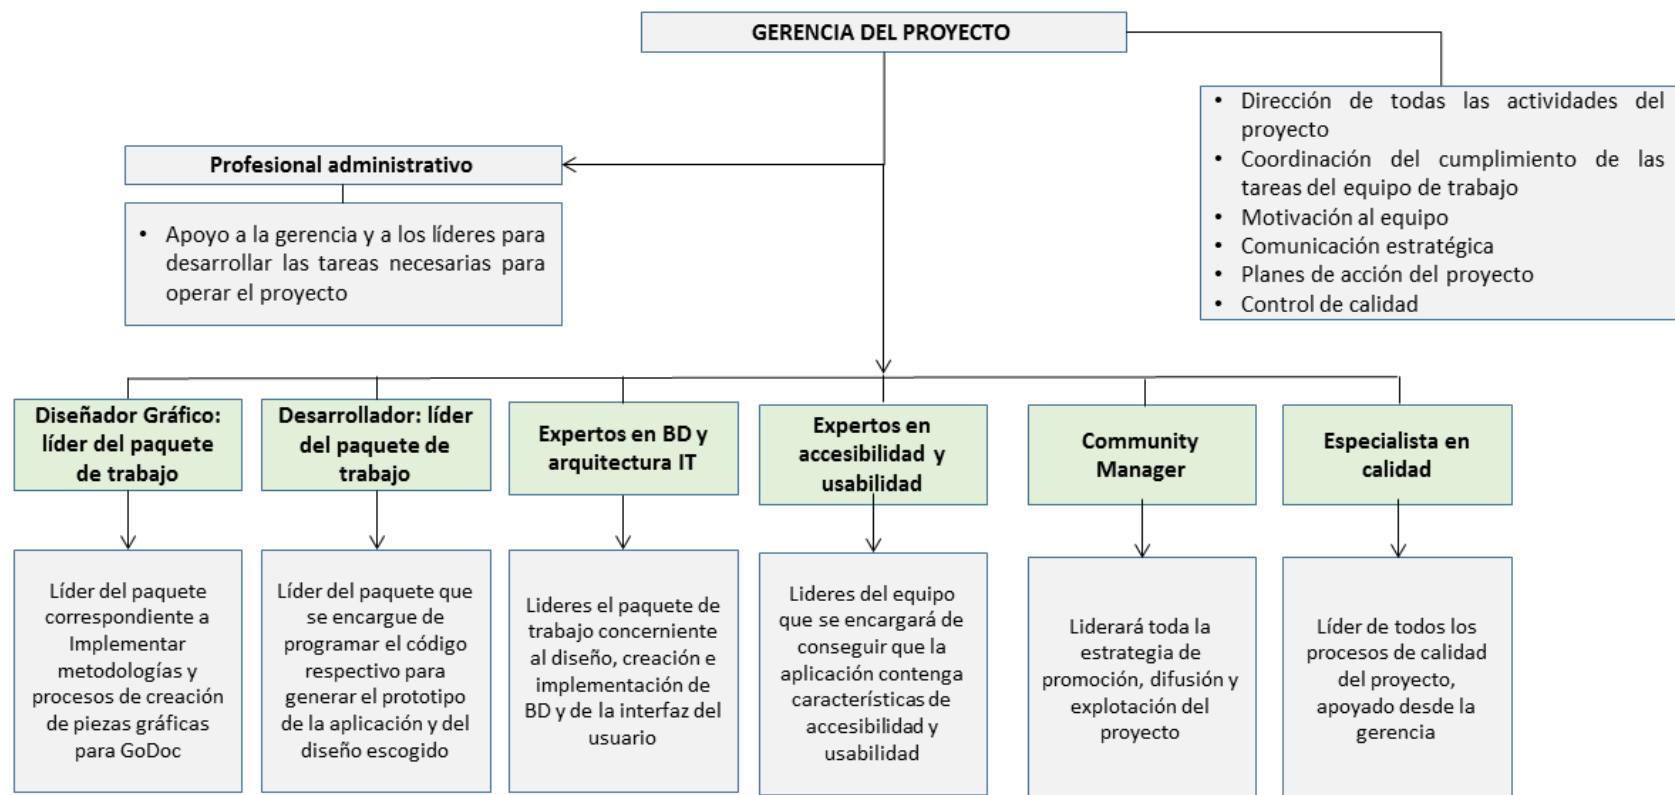 GERENCIA DEL PROYECTO
• Dirección de todas las actividades del
proyecto
• Coordinación del cumplimiento de las
tareas del equipo de trabajo
• Motivación al equipo
• Comunicación estratégica
• Planes de acción del proyecto
• Control de calidad
Profesional administrativo
• Apoyo a la gerencia y a los líderes para
desarrollar las tareas necesarias para
operar el proyecto
Diseñador Gráfico:
líder del paquete
de trabajo
Desarrollador: líder
del paquete de
trabajo
Expertos en BD y
arquitectura IT
Expertos en
accesibilidad y
usabilidad
Community
Manager
Especialista en
calidad
Líder del paquete
correspondiente a
Implementar
metodologías y
procesos de creación
de piezas gráficas
para GoDoc
Líder del paquete que
se encargue de
programar el código
respectivo para
generar el prototipo
de la aplicación y del
diseño escogido
Lideres el paquete de
trabajo concerniente
al diseño, creación e
implementación de
BD y de la interfaz del
usuario
Lideres del equipo
que se encargará de
conseguir que la
aplicación contenga
características de
accesibilidad y
usabilidad
Liderará toda la
estrategia de
promoción, difusión y
explotación del
proyecto
Líder de todos los
procesos de calidad
del proyecto,
apoyado desde la
gerencia